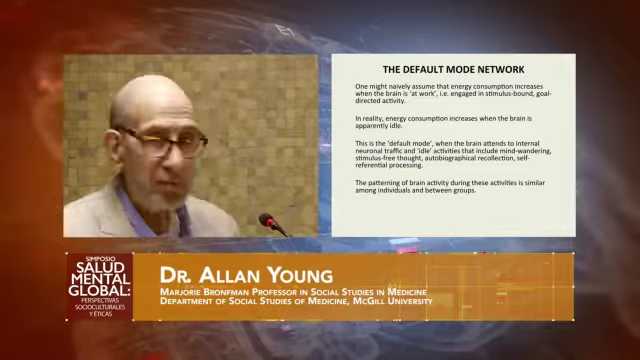 THE DEFAULT MODE NETWORK
One might naively assume that energy consumption increases
when the brain is 'at work', i.e. engaged in stimulus-bound, goal-
directed activity.
In reality, energy consumption increases when the brain is
apparently idle.
This is the 'default mode', when the brain attends to internal
neuronal traffic and 'idle' activities that include mind-wandering,
stimulus-free thought, autobiographical recollection, self-
referential processing.
The patterning of brain activity during these activities is similar
among individuals and between groups.
SIMPOSIO
SALUD
MENTAL
GLOBAL:
PERSPECTIVAS
SOCIOCULTURALES
Y ÉTICAS
DR. ALLAN YOUNG
MARJORIE BRONFMAN PROFESSOR IN SOCIAL STUDIES IN MEDICINE
DEPARTMENT OF SOCIAL STUDIES OF MEDICINE, MCGILL UNIVERSITY